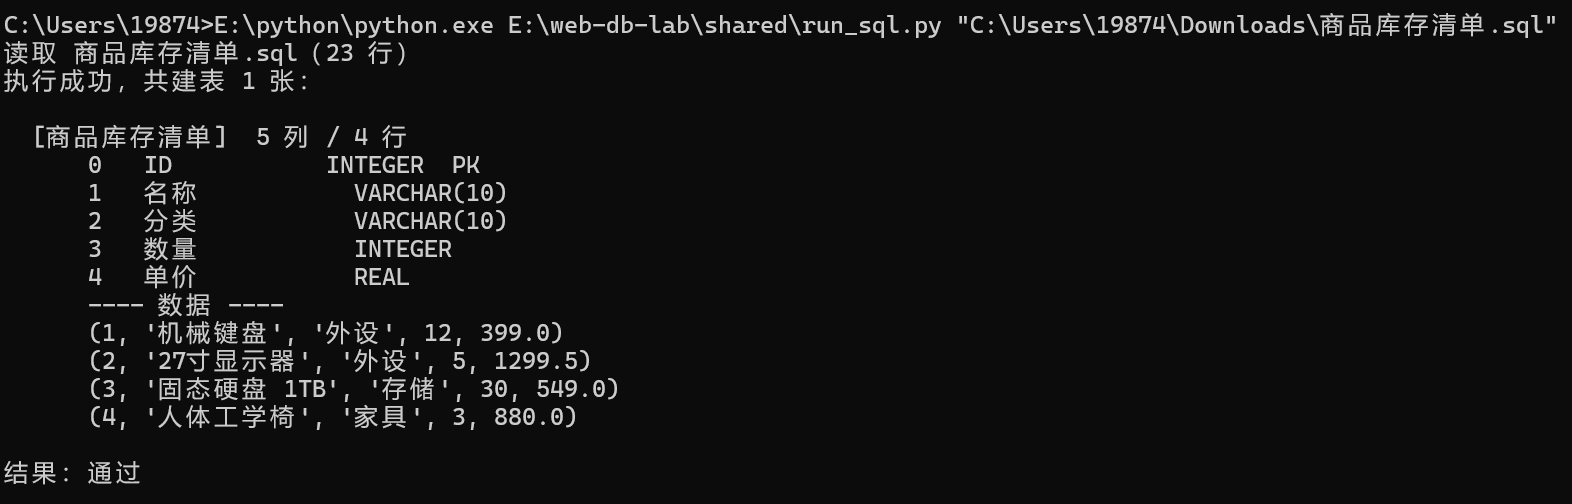 C:\Users\19874>E:\python\python.exe E:\web-db-lab\shared\run_sql.py "C:\Users\19874\Downloads\商品库存清单.sql"
读取 商品库存清单.sql（23 行）
执行成功，共建表 1 张：
[商品库存清单] 5 列 / 4 行
0 ID INTEGER PK
1 名称 VARCHAR(10)
2 分类 VARCHAR(10)
3 数量 INTEGER
4 单价 REAL
---- 数据 ----
(1, '机械键盘', '外设', 12, 399.0)
(2, '27寸显示器', '外设', 5, 1299.5)
(3, '固态硬盘 1TB', '存储', 30, 549.0)
(4, '人体工学椅', '家具', 3, 880.0)
结果：通过